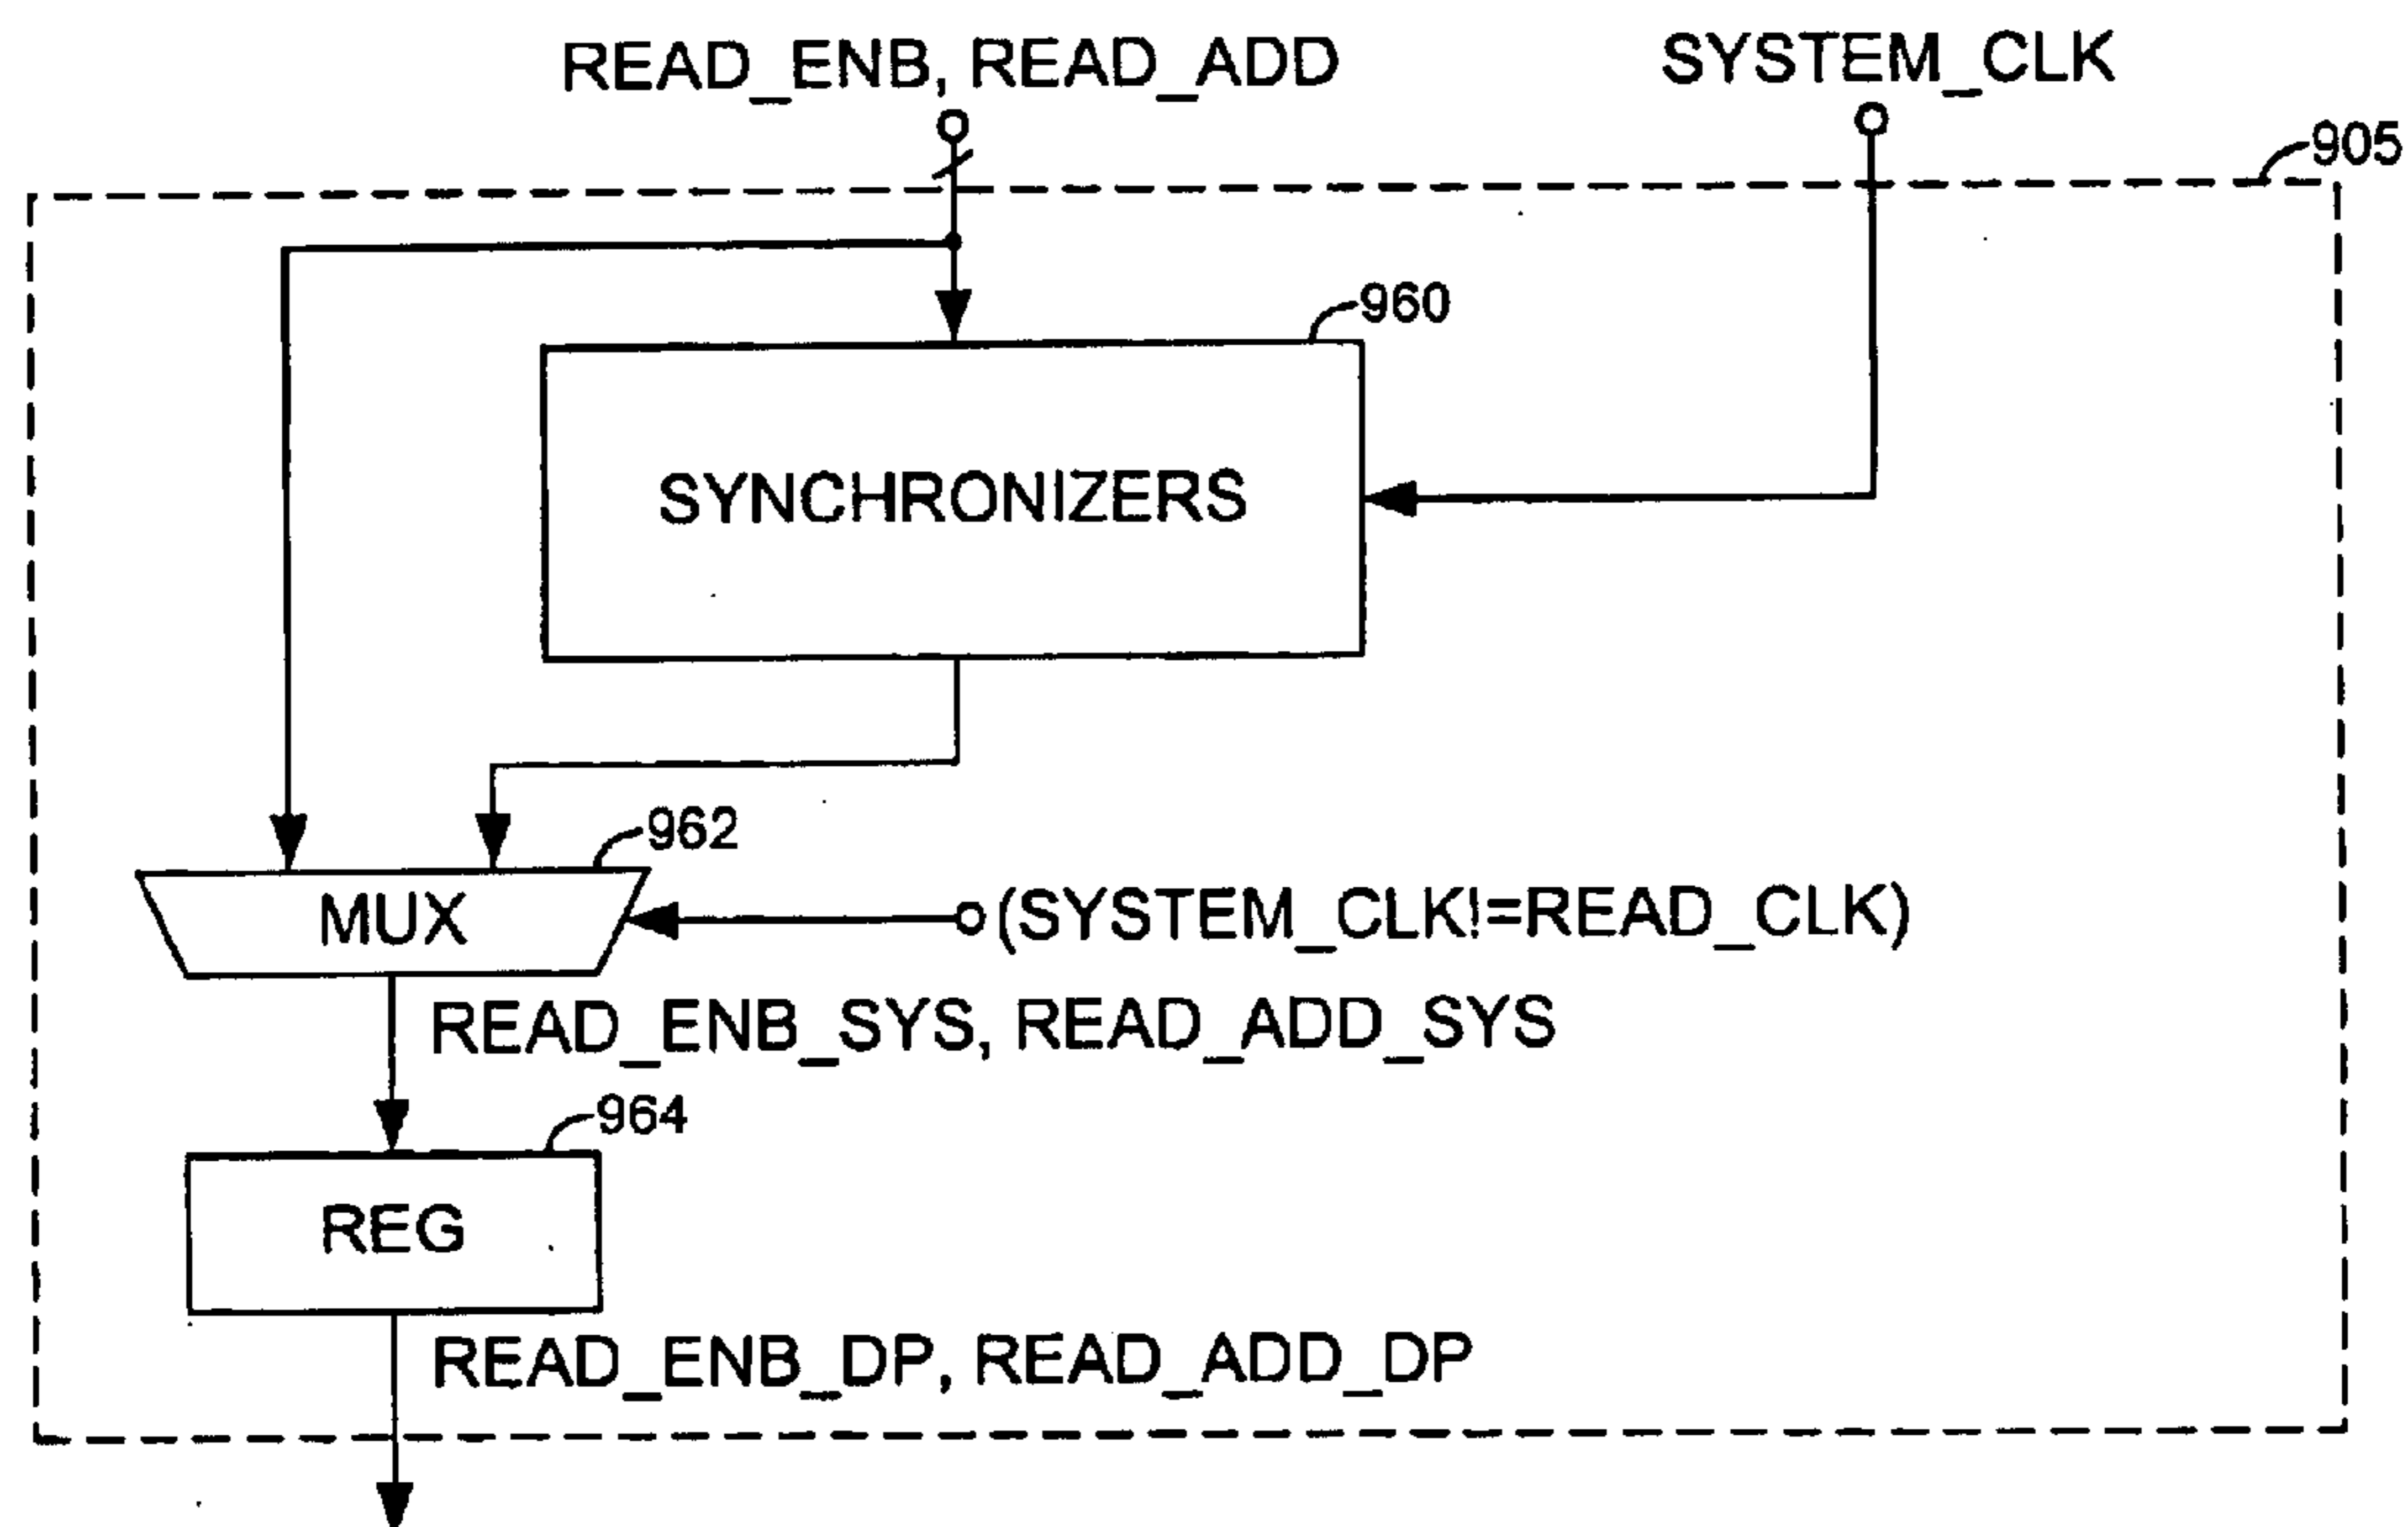 READ_ENB, READ_ADD
SYSTEM_CLK
905
960
SYNCHRONIZERS
962
MUX
(SYSTEM_CLK!=READ_CLK)
READ_ENB_SYS, READ_ADD_SYS
964
REG
READ_ENB_DP, READ_ADD_DP